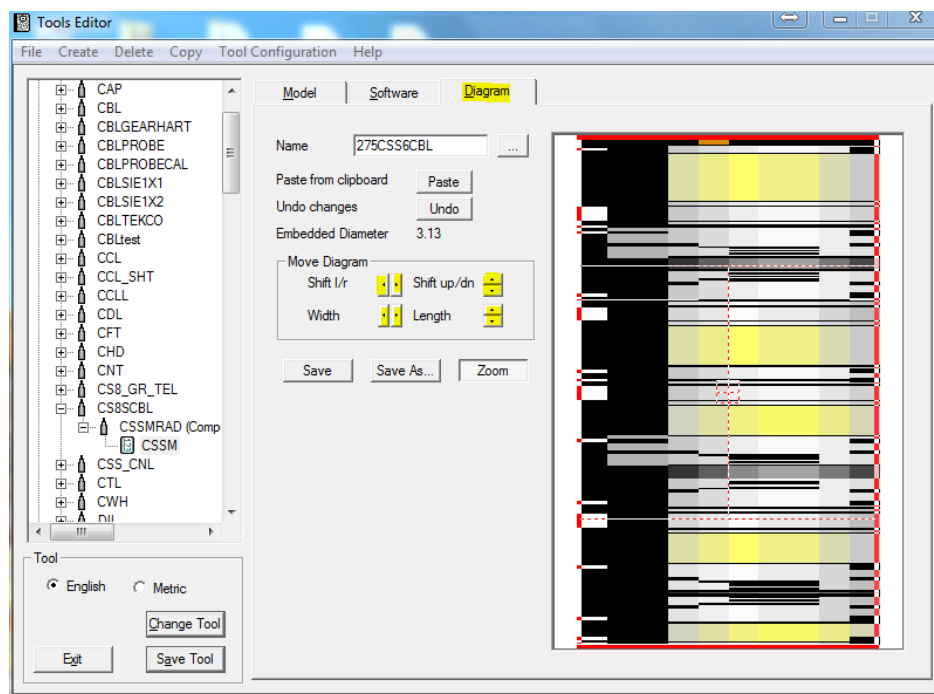 Tools Editor
File Create Delete Copy Tool Configuration Help
CAP
CBL
CBLGEARHART
CBLPROBE
CBLPROBECAL
CBLSIE1X1
CBLSIE1X2
CBLTEKCO
CBLtest
CCL
CCL_SHT
CCLL
CDL
CFT
CHD
CNT
CS8_GR_TEL
CS8SCBL
CSSMRAD (Comp
CSSM
CSS_CNL
CTL
CWH
Tool
English Metric
Change Tool
Exit Save Tool
Model Software Diagram
Name 275CSS6CBL ...
Paste from clipboard Paste
Undo changes Undo
Embedded Diameter 3.13
Move Diagram
Shift l/r Shift up/dn
Width Length
Save Save As... Zoom